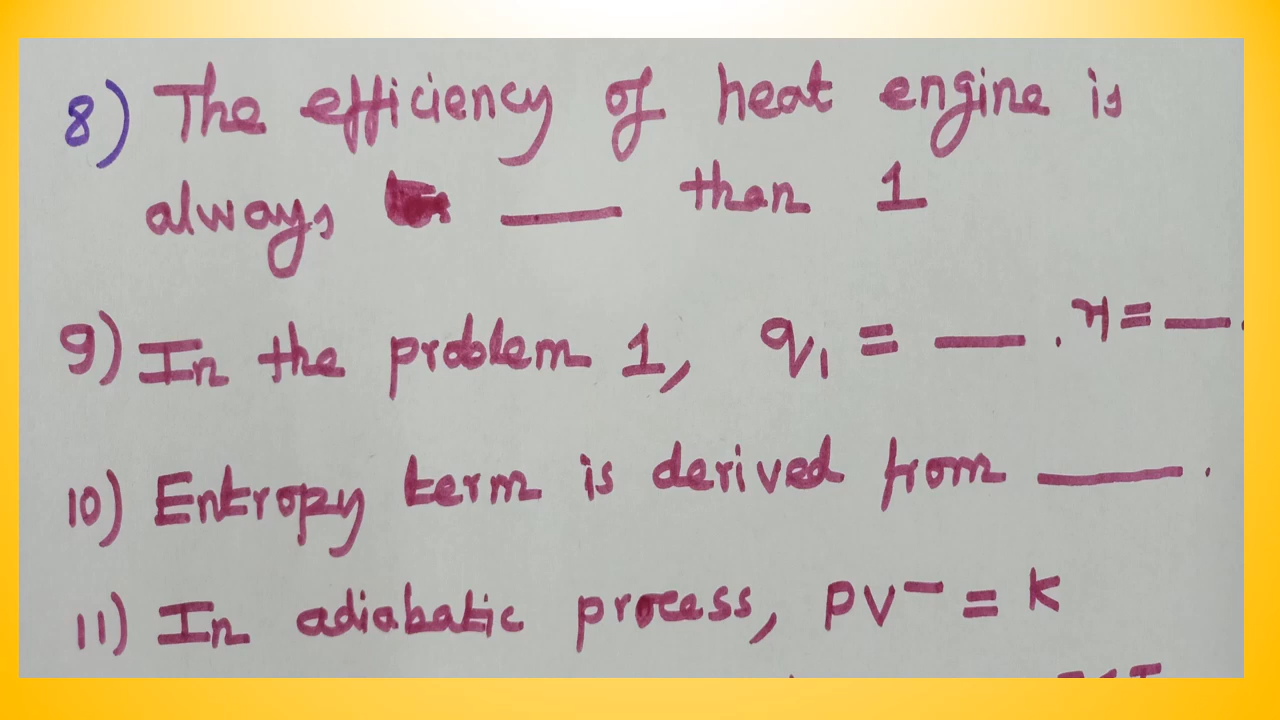 8) The efficiency of heat engine is
always ___ than 1
9) In the problem 1, q₁ = ___ . η = ___ .
10) Entropy term is derived from ___ .
11) In adiabatic process, PV⁻ = K